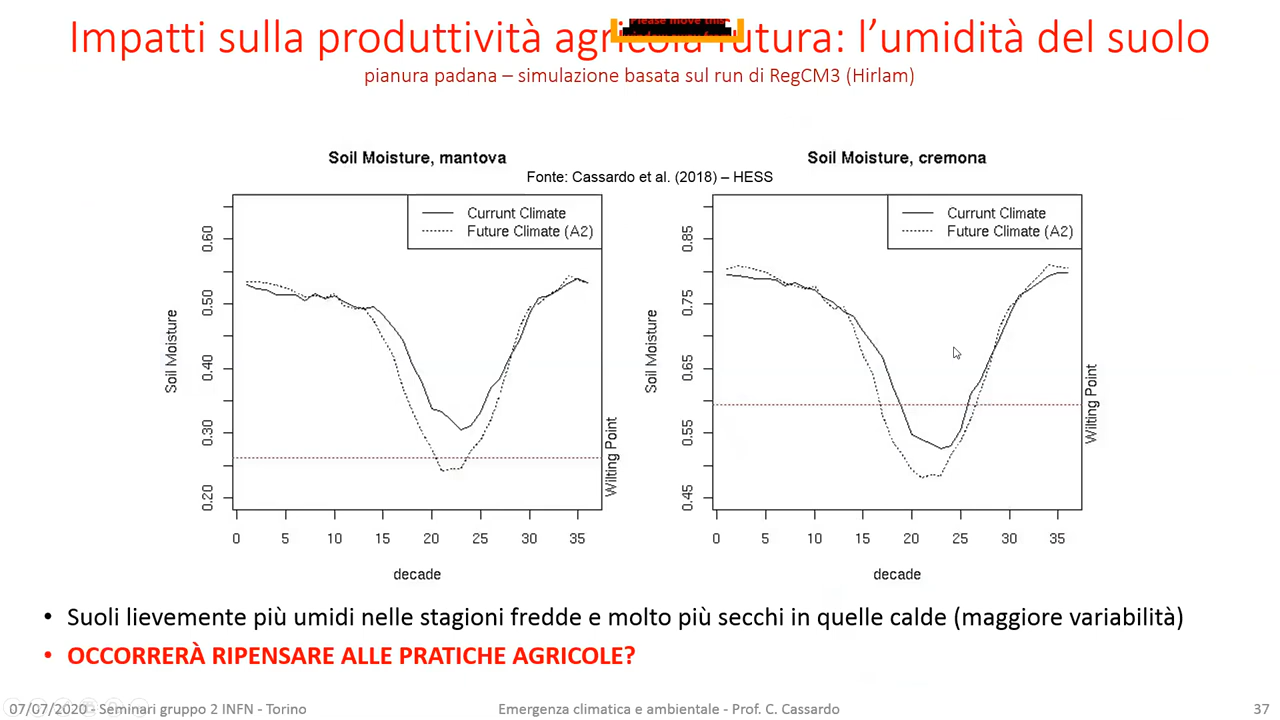 Impatti sulla produttività agricola futura: l'umidità del suolo
Please move this
pianura padana – simulazione basata sul run di RegCM3 (Hirlam)
Soil Moisture, mantova
Soil Moisture, cremona
Fonte: Cassardo et al. (2018) – HESS
Currunt Climate
Future Climate (A2)
Currunt Climate
Future Climate (A2)
Soil Moisture
0.60
0.50
0.40
0.30
0.20
Wilting Point
0 5 10 15 20 25 30 35
decade
Soil Moisture
0.85
0.75
0.65
0.55
0.45
Wilting Point
0 5 10 15 20 25 30 35
decade
• Suoli lievemente più umidi nelle stagioni fredde e molto più secchi in quelle calde (maggiore variabilità)
• OCCORRERÀ RIPENSARE ALLE PRATICHE AGRICOLE?
07/07/2020 - Seminari gruppo 2 INFN - Torino
Emergenza climatica e ambientale - Prof. C. Cassardo
37